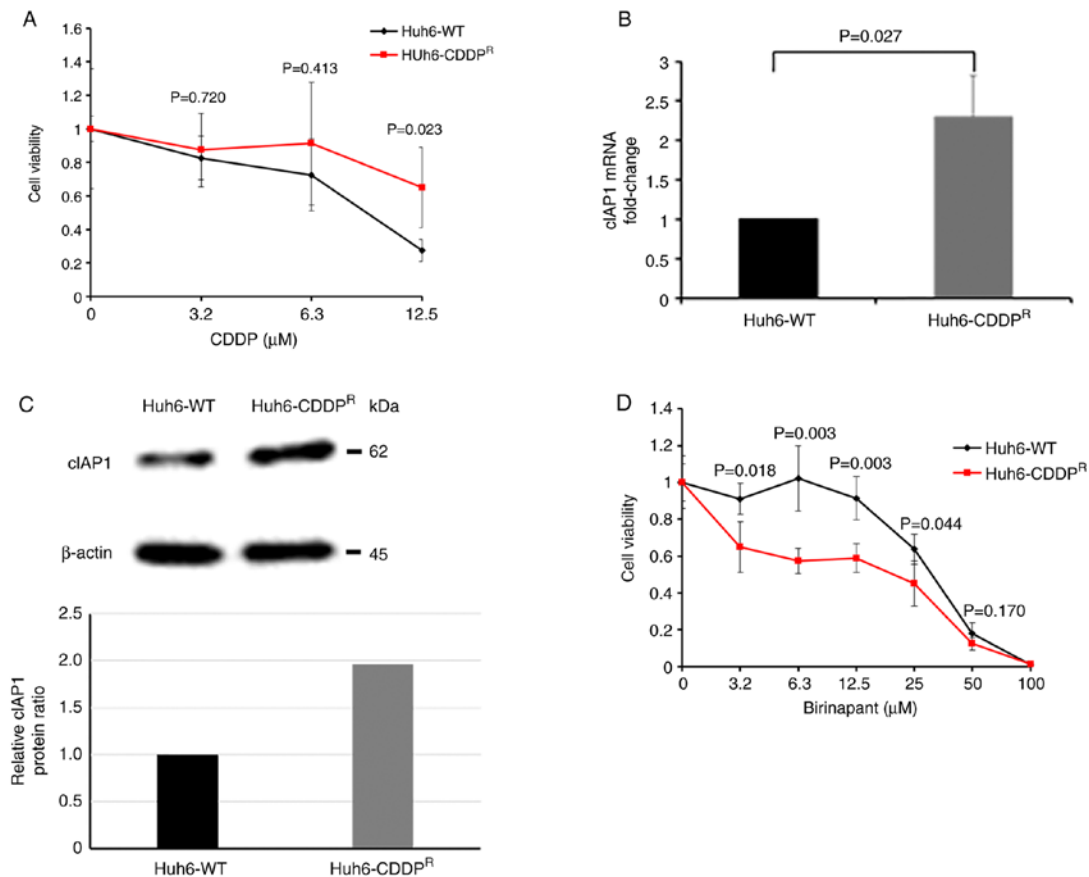 A
1.6
1.4
1.2
1
0.8
0.6
0.4
0.2
0
Cell viability
Huh6-WT
HUh6-CDDPR
P=0.720
P=0.413
P=0.023
0 3.2 6.3 12.5
CDDP (μM)
B
P=0.027
3
2.5
2
1.5
1
0.5
0
cIAP1 mRNA
fold-change
Huh6-WT Huh6-CDDPR
C
Huh6-WT Huh6-CDDPR kDa
cIAP1 62
β-actin 45
2.5
2.0
1.5
1.0
0.5
0
Relative cIAP1
protein ratio
Huh6-WT Huh6-CDDPR
D
1.4
1.2
1
0.8
0.6
0.4
0.2
0
Cell viability
Huh6-WT
Huh6-CDDPR
P=0.018
P=0.003
P=0.003
P=0.044
P=0.170
0 3.2 6.3 12.5 25 50 100
Birinapant (μM)